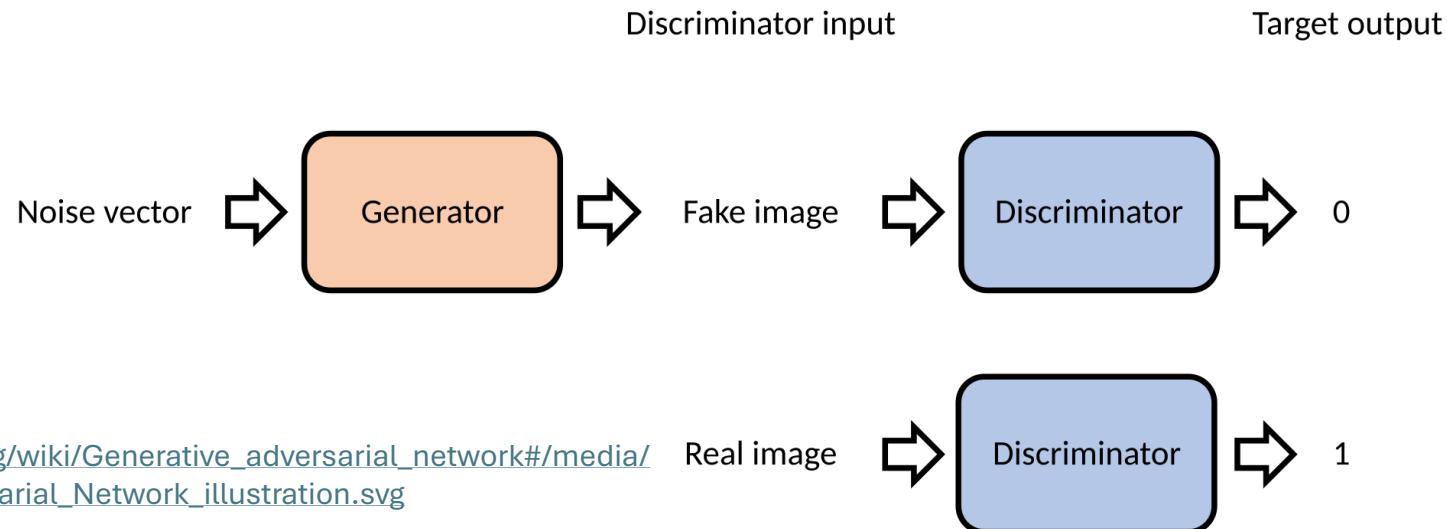 Discriminator input Target output
Noise vector Generator Fake image Discriminator 0
Real image Discriminator 1
g/wiki/Generative_adversarial_network#/media/
arial_Network_illustration.svg